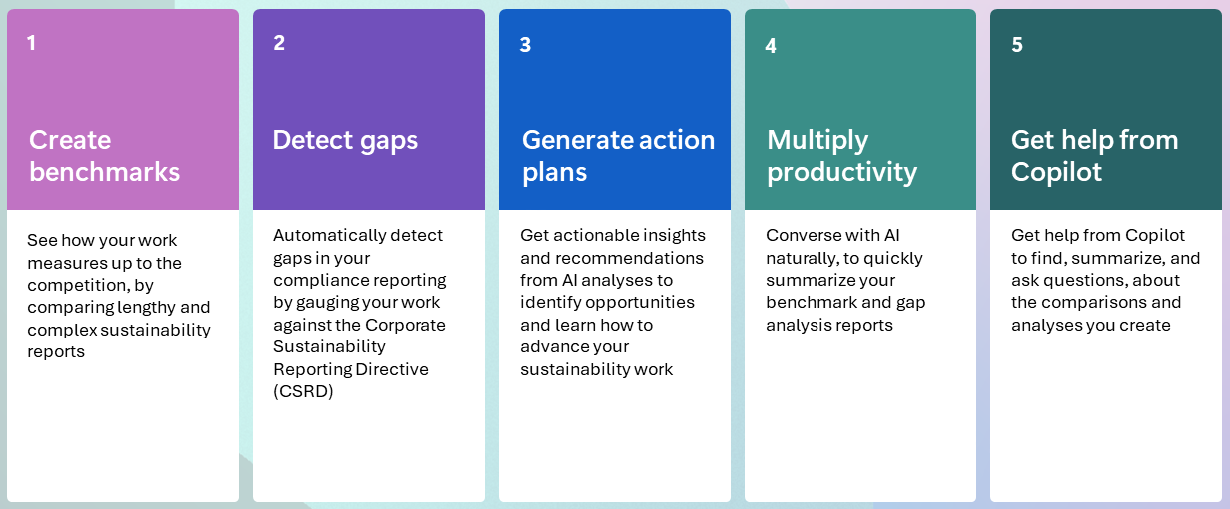 1
Create
benchmarks
See how your work
measures up to the
competition, by
comparing lengthy and
complex sustainability
reports
2
Detect gaps
Automatically detect
gaps in your
compliance reporting
by gauging your work
against the Corporate
Sustainability
Reporting Directive
(CSRD)
3
Generate action
plans
Get actionable insights
and recommendations
from AI analyses to
identify opportunities
and learn how to
advance your
sustainability work
4
Multiply
productivity
Converse with AI
naturally, to quickly
summarize your
benchmark and gap
analysis reports
5
Get help from
Copilot
Get help from Copilot
to find, summarize, and
ask questions, about
the comparisons and
analyses you create